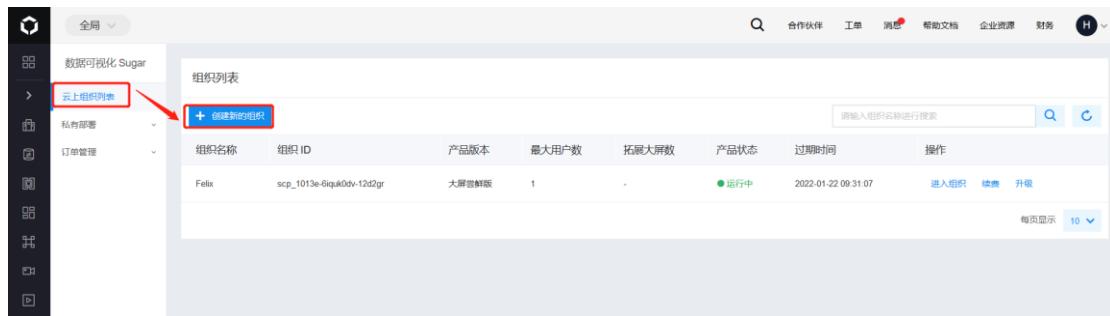 全局
合作伙伴 工单 消息 帮助文档 企业资源 财务 H
数据可视化 Sugar
云上组织列表
私有部署
订单管理
组织列表
+ 创建新的组织
请输入组织名称进行搜索
组织名称 组织 ID 产品版本 最大用户数 拓展大屏数 产品状态 过期时间 操作
Felix scp_1013e-6iquk0dv-12d2gr 大屏尝鲜版 1 - 运行中 2022-01-22 09:31:07 进入组织 续费 升级
每页显示 10